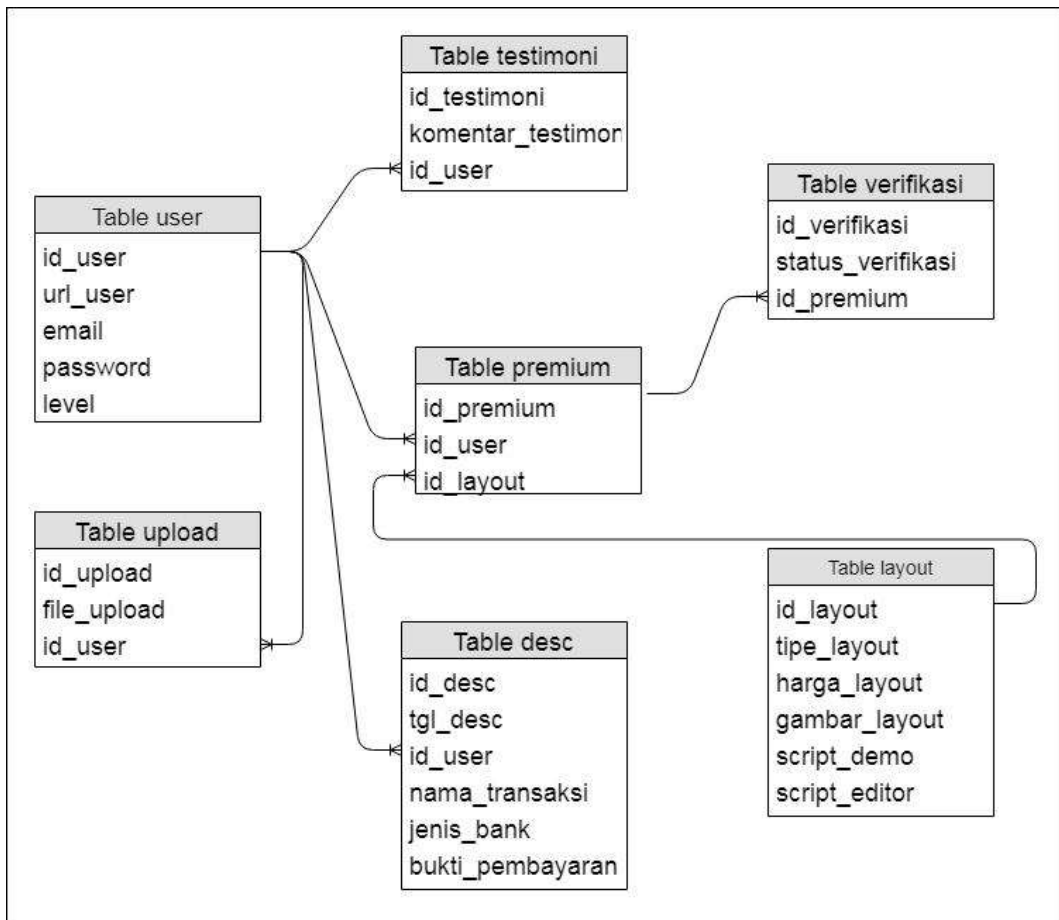 Table testimoni
id_testimoni
komentar_testimon
id_user
Table verifikasi
id_verifikasi
status_verifikasi
id_premium
Table user
id_user
url_user
email
password
level
Table premium
id_premium
id_user
id_layout
Table upload
id_upload
file_upload
id_user
Table layout
id_layout
tipe_layout
harga_layout
gambar_layout
script_demo
script_editor
Table desc
id_desc
tgl_desc
id_user
nama_transaksi
jenis_bank
bukti_pembayaran